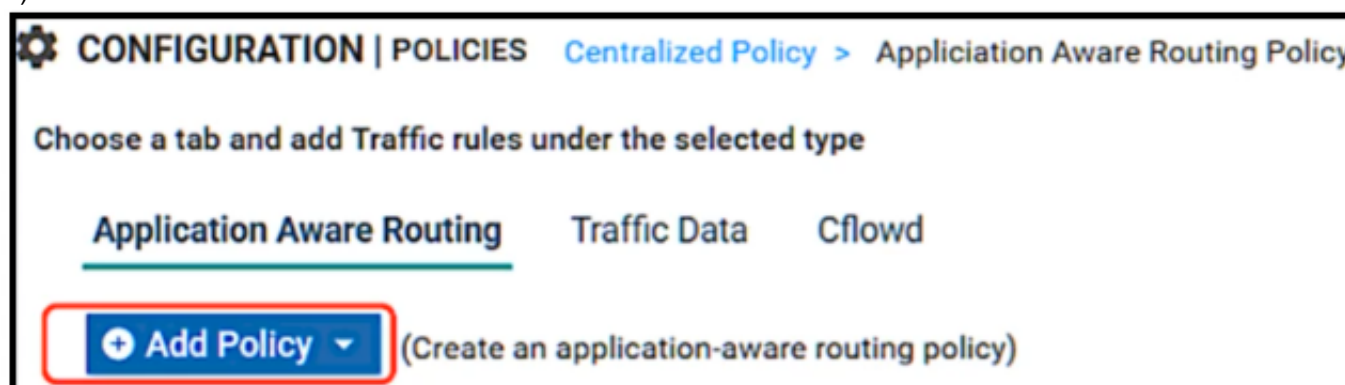 CONFIGURATION | POLICIES Centralized Policy > Appliciation Aware Routing Policy
Choose a tab and add Traffic rules under the selected type
Application Aware Routing Traffic Data Cflowd
Add Policy (Create an application-aware routing policy)